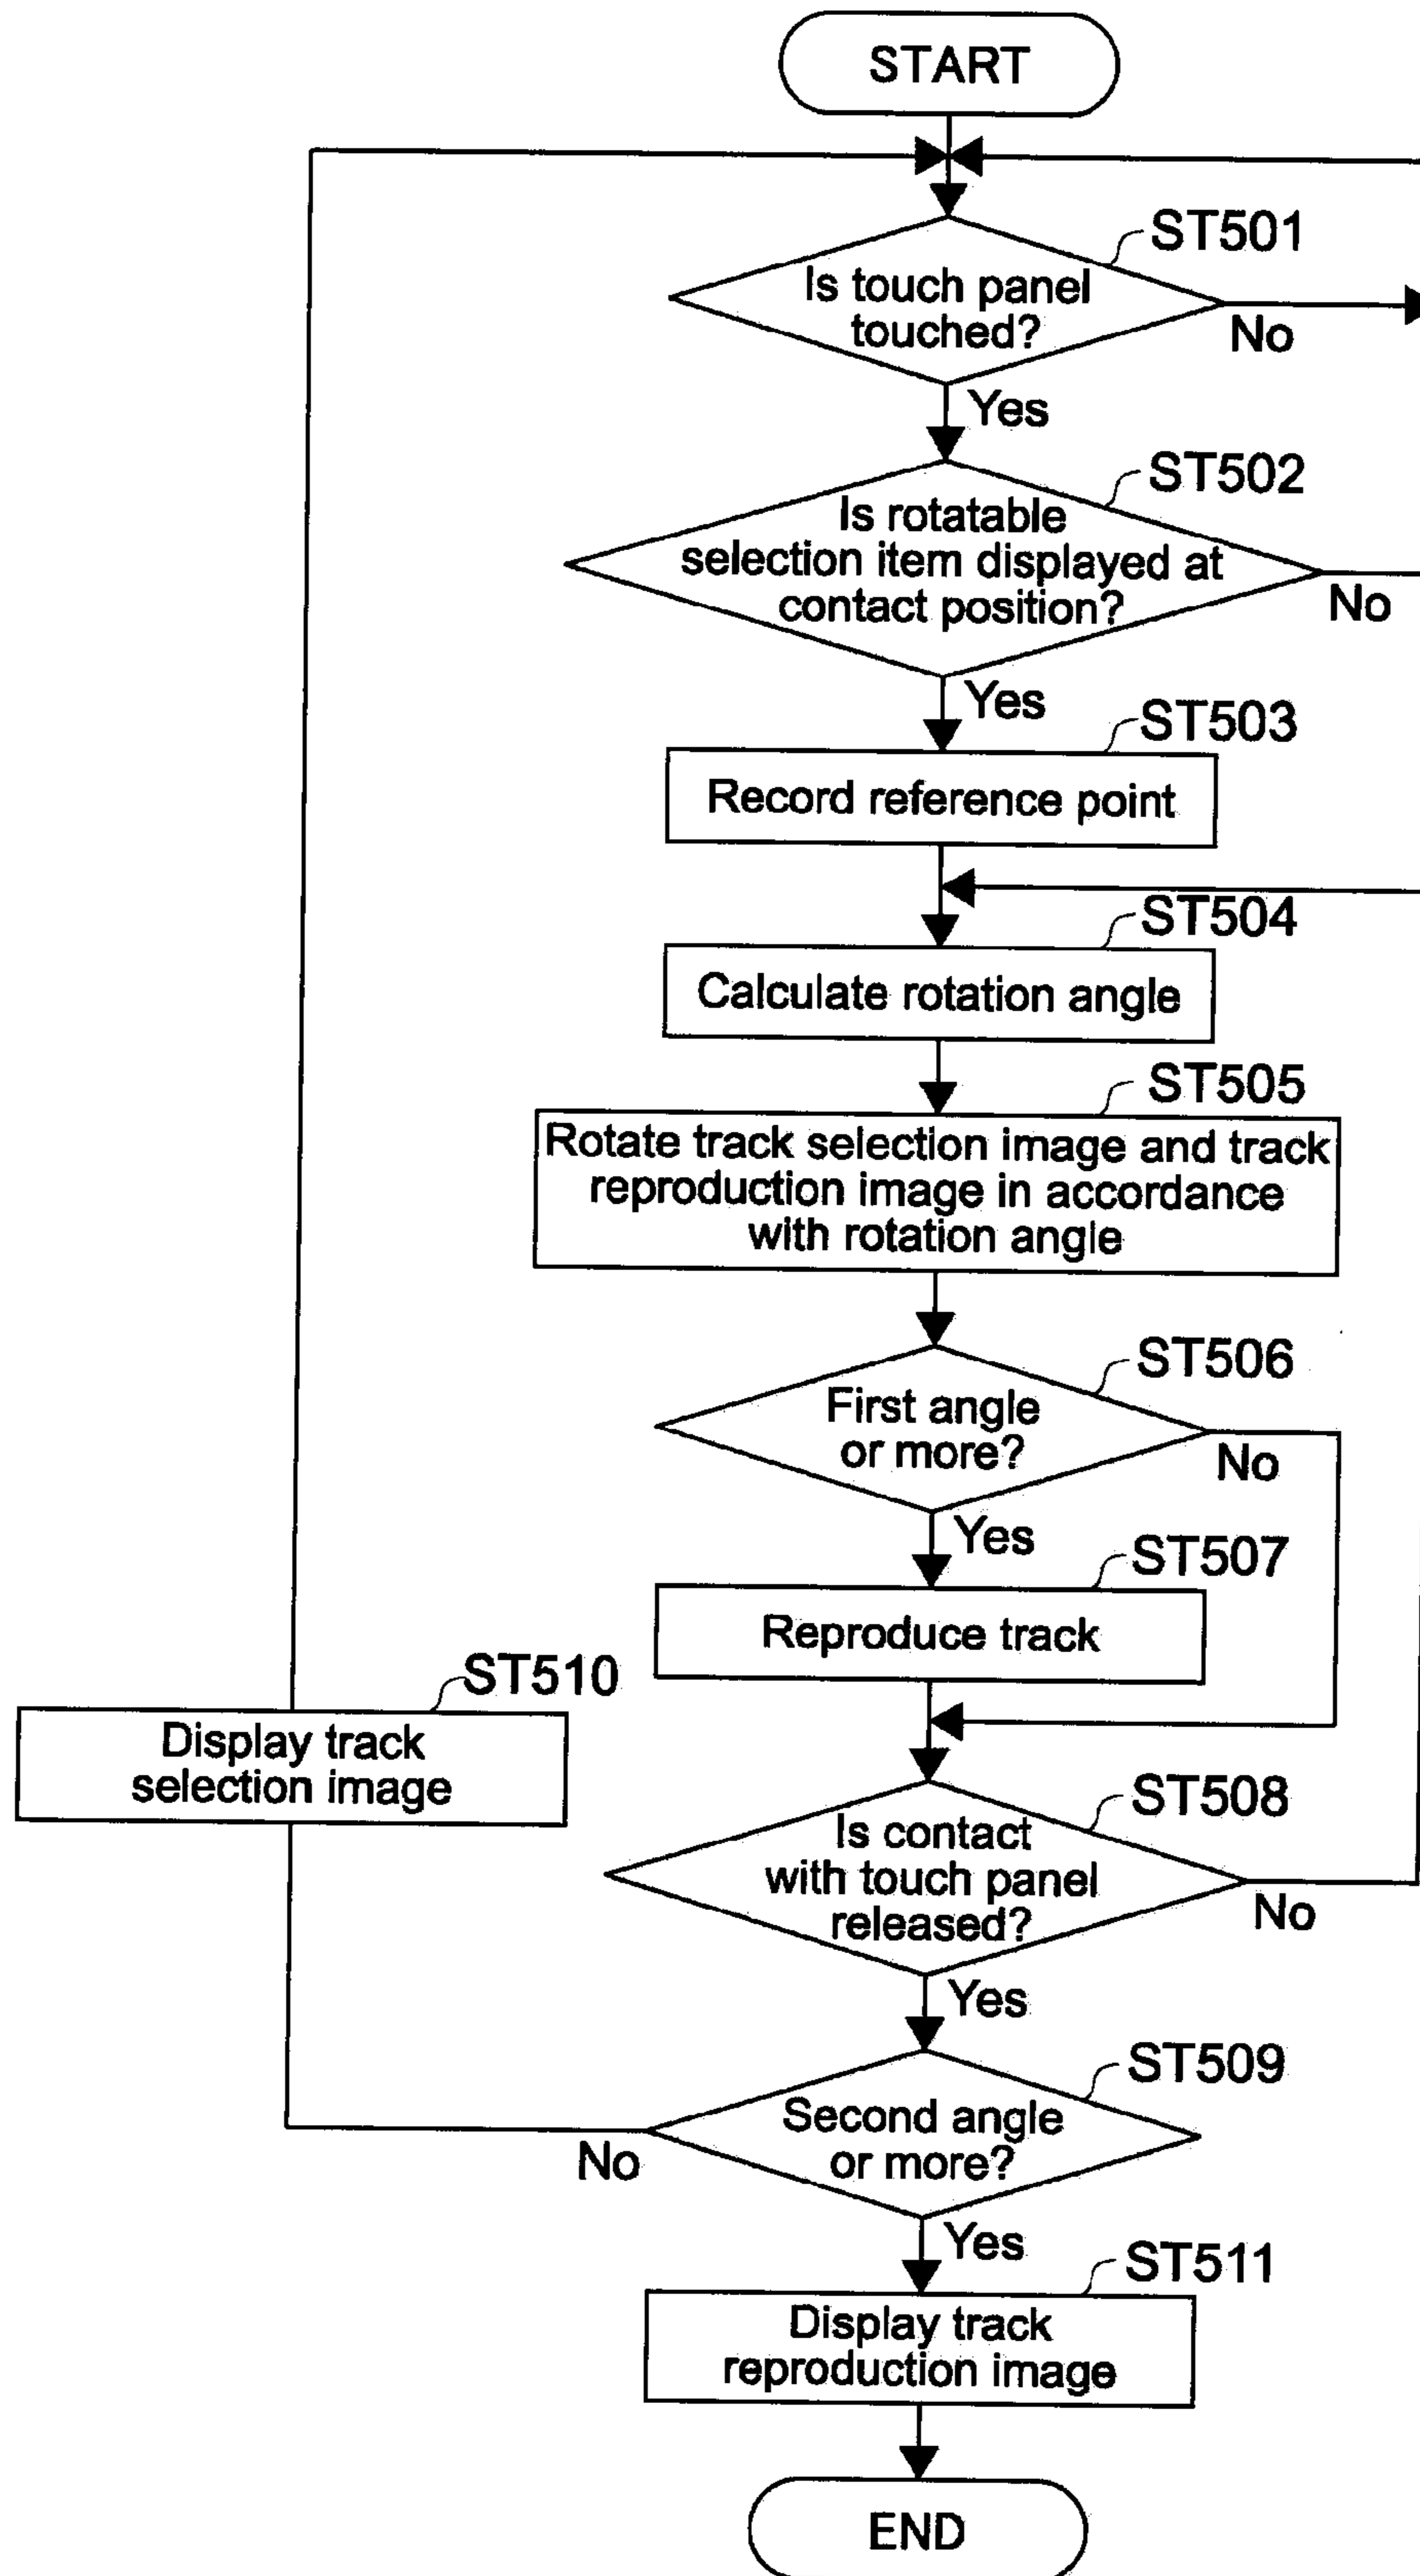 START
ST501
Is touch panel
touched?
No
Yes
ST502
Is rotatable
selection item displayed at
contact position?
No
Yes
ST503
Record reference point
ST504
Calculate rotation angle
ST505
Rotate track selection image and track
reproduction image in accordance
with rotation angle
ST506
First angle
or more?
No
Yes
ST507
Reproduce track
ST510
Display track
selection image
ST508
Is contact
with touch panel
released?
No
Yes
ST509
Second angle
or more?
No
Yes
ST511
Display track
reproduction image
END